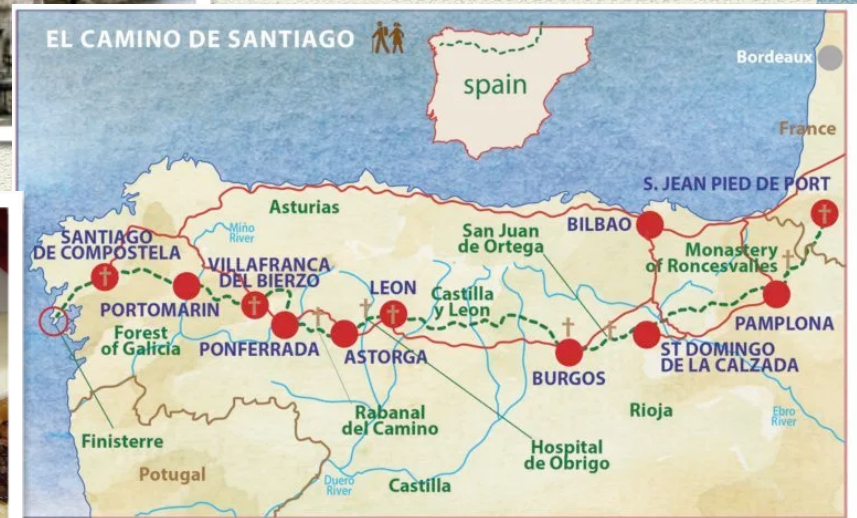 EL CAMINO DE SANTIAGO
spain
Bordeaux
France
S. JEAN PIED DE PORT
Asturias
Miño
River
San Juan
de Ortega
BILBAO
Monastery
of Roncesvalles
SANTIAGO
DE COMPOSTELA
VILLAFRANCA
DEL BIERZO
LEON
Castilla
y Leon
PORTOMARIN
Forest
of Galicia
PONFERRADA
ASTORGA
BURGOS
PAMPLONA
ST DOMINGO
DE LA CALZADA
Rioja
Ebro
River
Finisterre
Rabanal
del Camino
Hospital
de Obrigo
Potugal
Duero
River
Castilla